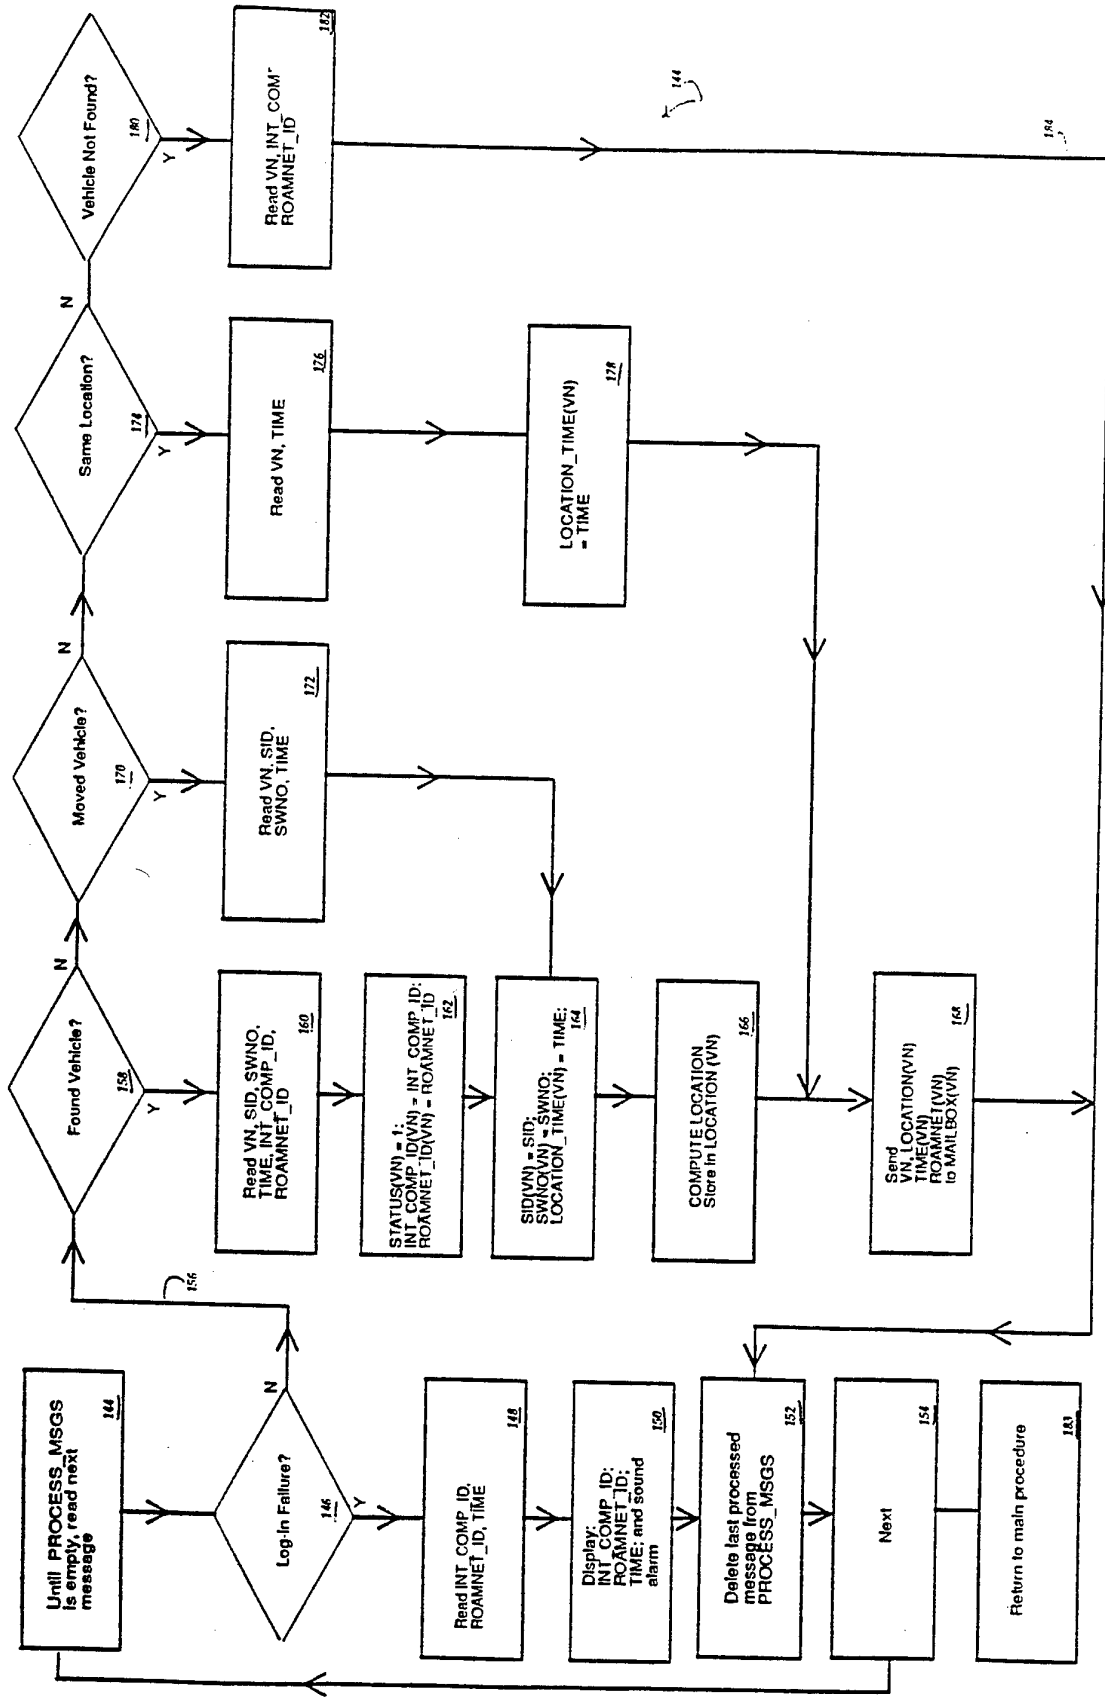 Until PROCESS_MSGS
is empty, read next
message
144
Log-In Failure?
146
N
Y
Read INT_COMP_ID,
ROAMNET_ID, TIME
148
Display:
INT_COMP_ID;
ROAMNET_ID;
TIME; and sound
alarm
150
Delete last processed
message from
PROCESS_MSGS
152
Next
154
Return to main procedure
183
156
Found Vehicle?
158
N
Y
Read VN, SID, SWNO,
TIME, INT_COMP_ID,
ROAMNET_ID
160
STATUS(VN) = 1;
INT_COMP_ID(VN) = INT_COMP_ID;
ROAMNET_ID(VN) = ROAMNET_ID
162
SID(VN) = SID;
SWNO(VN) = SWNO;
LOCATION_TIME(VN) = TIME;
164
COMPUTE LOCATION
Store in LOCATION (VN)
166
Send
VN, LOCATION(VN)
TIME(VN)
ROAMNET(VN)
to MAILBOX(VN)
168
Moved Vehicle?
170
N
Y
Read VN, SID,
SWNO, TIME
172
Same Location?
174
N
Y
Read VN, TIME
176
LOCATION_TIME(VN)
= TIME
178
Vehicle Not Found?
180
Y
Read VN, INT_COM
ROAMNET_ID
182
144
184